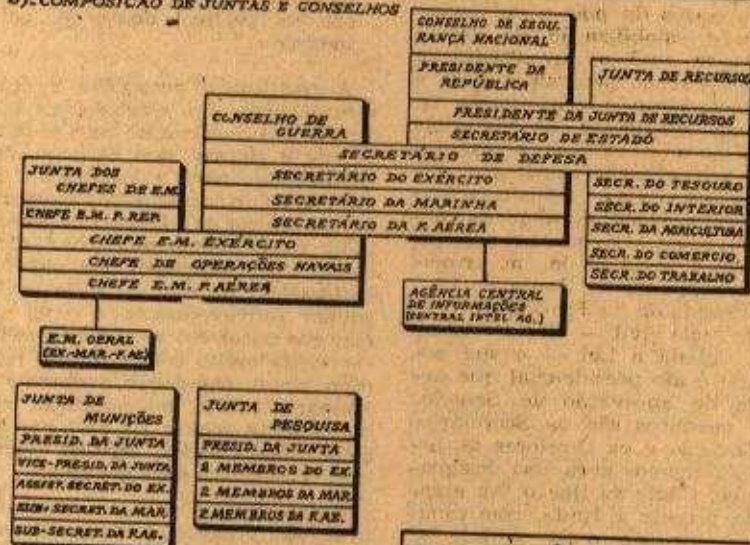 COMPOSIÇÃO DE JUNTAS E CONSELHOS
CONSELHO DE SEGU-
RANÇA NACIONAL
PRESIDENTE DA
REPÚBLICA
JUNTA DE RECURSOS
CONSELHO DE
GUERRA
PRESIDENTE DA JUNTA DE RECURSOS
SECRETÁRIO DE ESTADO
SECRETÁRIO DE DEFESA
JUNTA DOS
CHEFES DE E.M.
SECRETÁRIO DO EXÉRCITO
SECRETÁRIO DA MARINHA
SECRETÁRIO DA F. AÉREA
SECR. DO TESOURO
SECR. DO INTERIOR
SECR. DA AGRICULTURA
SECR. DO COMERCIO
SECR. DO TRABALHO
CHEFE E.M. P. REP.
CHEFE E.M. EXÉRCITO
CHEFE DE OPERAÇÕES NAVAIS
CHEFE E.M. F. AÉREA
AGÊNCIA CENTRAL
DE INFORMAÇÕES
(CENTRAL INTEL AG.)
E.M. GERAL
(EX.-MAR.-F. AE)
JUNTA DE
MUNIÇÕES
PRESID. DA JUNTA
VICE-PRESID. DA JUNTA
ASSIST. SECRET. DO EX.
SECRET. DA MAR.
SUB-SECRET. DA F. AE.
JUNTA DE
PESQUISA
PRESID. DA JUNTA
2 MEMBROS DO EX.
2 MEMBROS DA MAR.
2 MEMBROS DA F. AE.